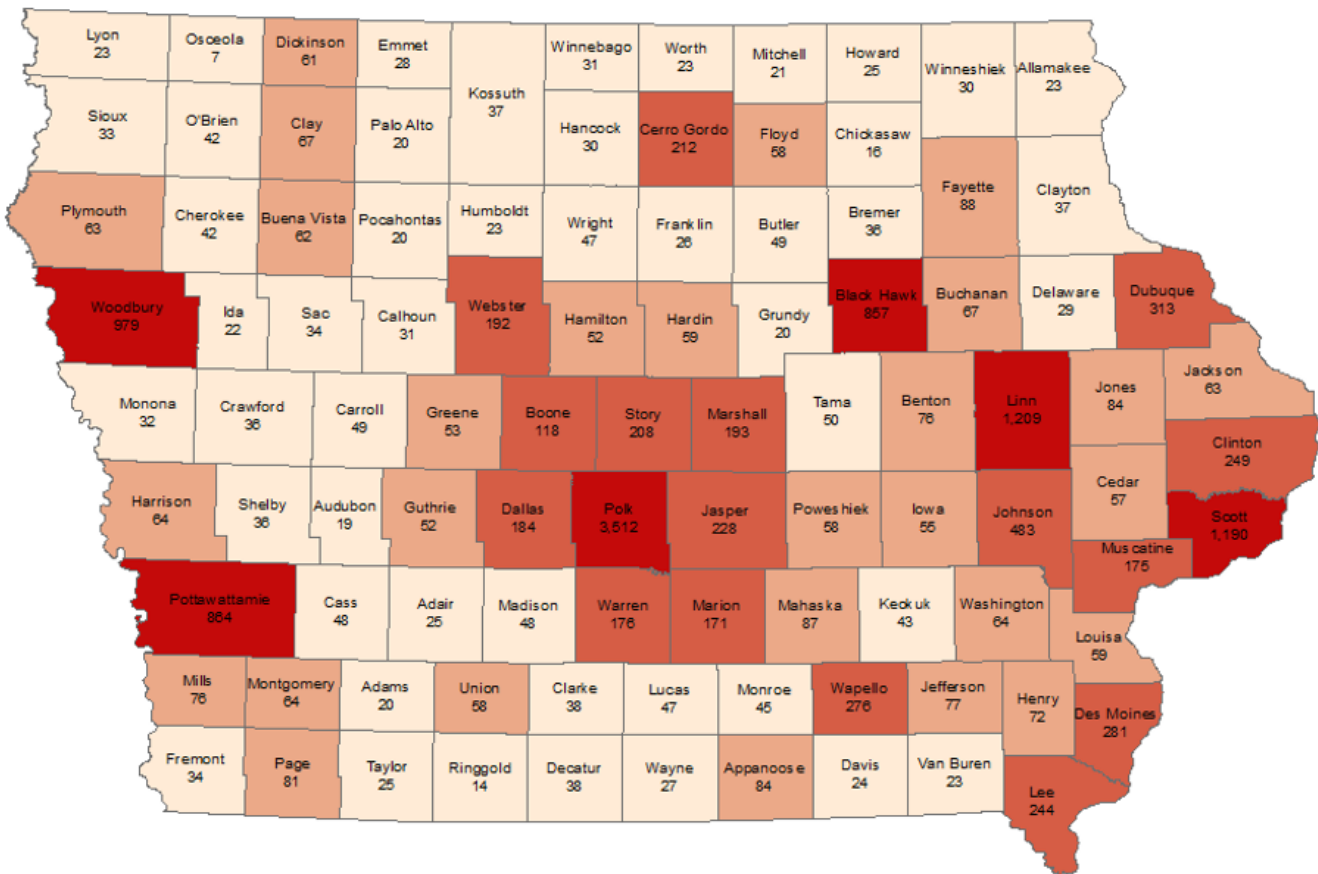 Lyon
23
Osceola
7
Dickinson
61
Emmet
28
Kossuth
37
Winnebago
31
Worth
23
Mitchell
21
Howard
25
Winneshiek
30
Allamakee
23
Sioux
33
O'Brien
42
Clay
67
Palo Alto
20
Hancock
30
Cerro Gordo
212
Floyd
58
Chickasaw
16
Fayette
88
Clayton
37
Plymouth
63
Cherokee
42
Buena Vista
62
Pocahontas
20
Humboldt
23
Wright
47
Franklin
26
Butler
49
Bremer
36
Woodbury
979
Ida
22
Sac
34
Calhoun
31
Webster
192
Hamilton
52
Hardin
59
Grundy
20
Black Hawk
857
Buchanan
67
Delaware
29
Dubuque
313
Monona
32
Crawford
36
Carroll
49
Greene
53
Boone
118
Story
208
Marshall
193
Tama
50
Benton
76
Linn
1,209
Jones
84
Jackson
63
Clinton
249
Harrison
64
Shelby
36
Audubon
19
Guthrie
52
Dallas
184
Polk
3,512
Jasper
228
Poweshiek
58
Iowa
55
Johnson
483
Cedar
57
Scott
1,190
Muscatine
175
Pottawattamie
864
Cass
48
Adair
25
Madison
48
Warren
176
Marion
171
Mahaska
87
Keokuk
43
Washington
64
Louisa
59
Mills
76
Montgomery
64
Adams
20
Union
58
Clarke
38
Lucas
47
Monroe
45
Wapello
276
Jefferson
77
Henry
72
Des Moines
281
Fremont
34
Page
81
Taylor
25
Ringgold
14
Decatur
38
Wayne
27
Appanoose
84
Davis
24
Van Buren
23
Lee
244